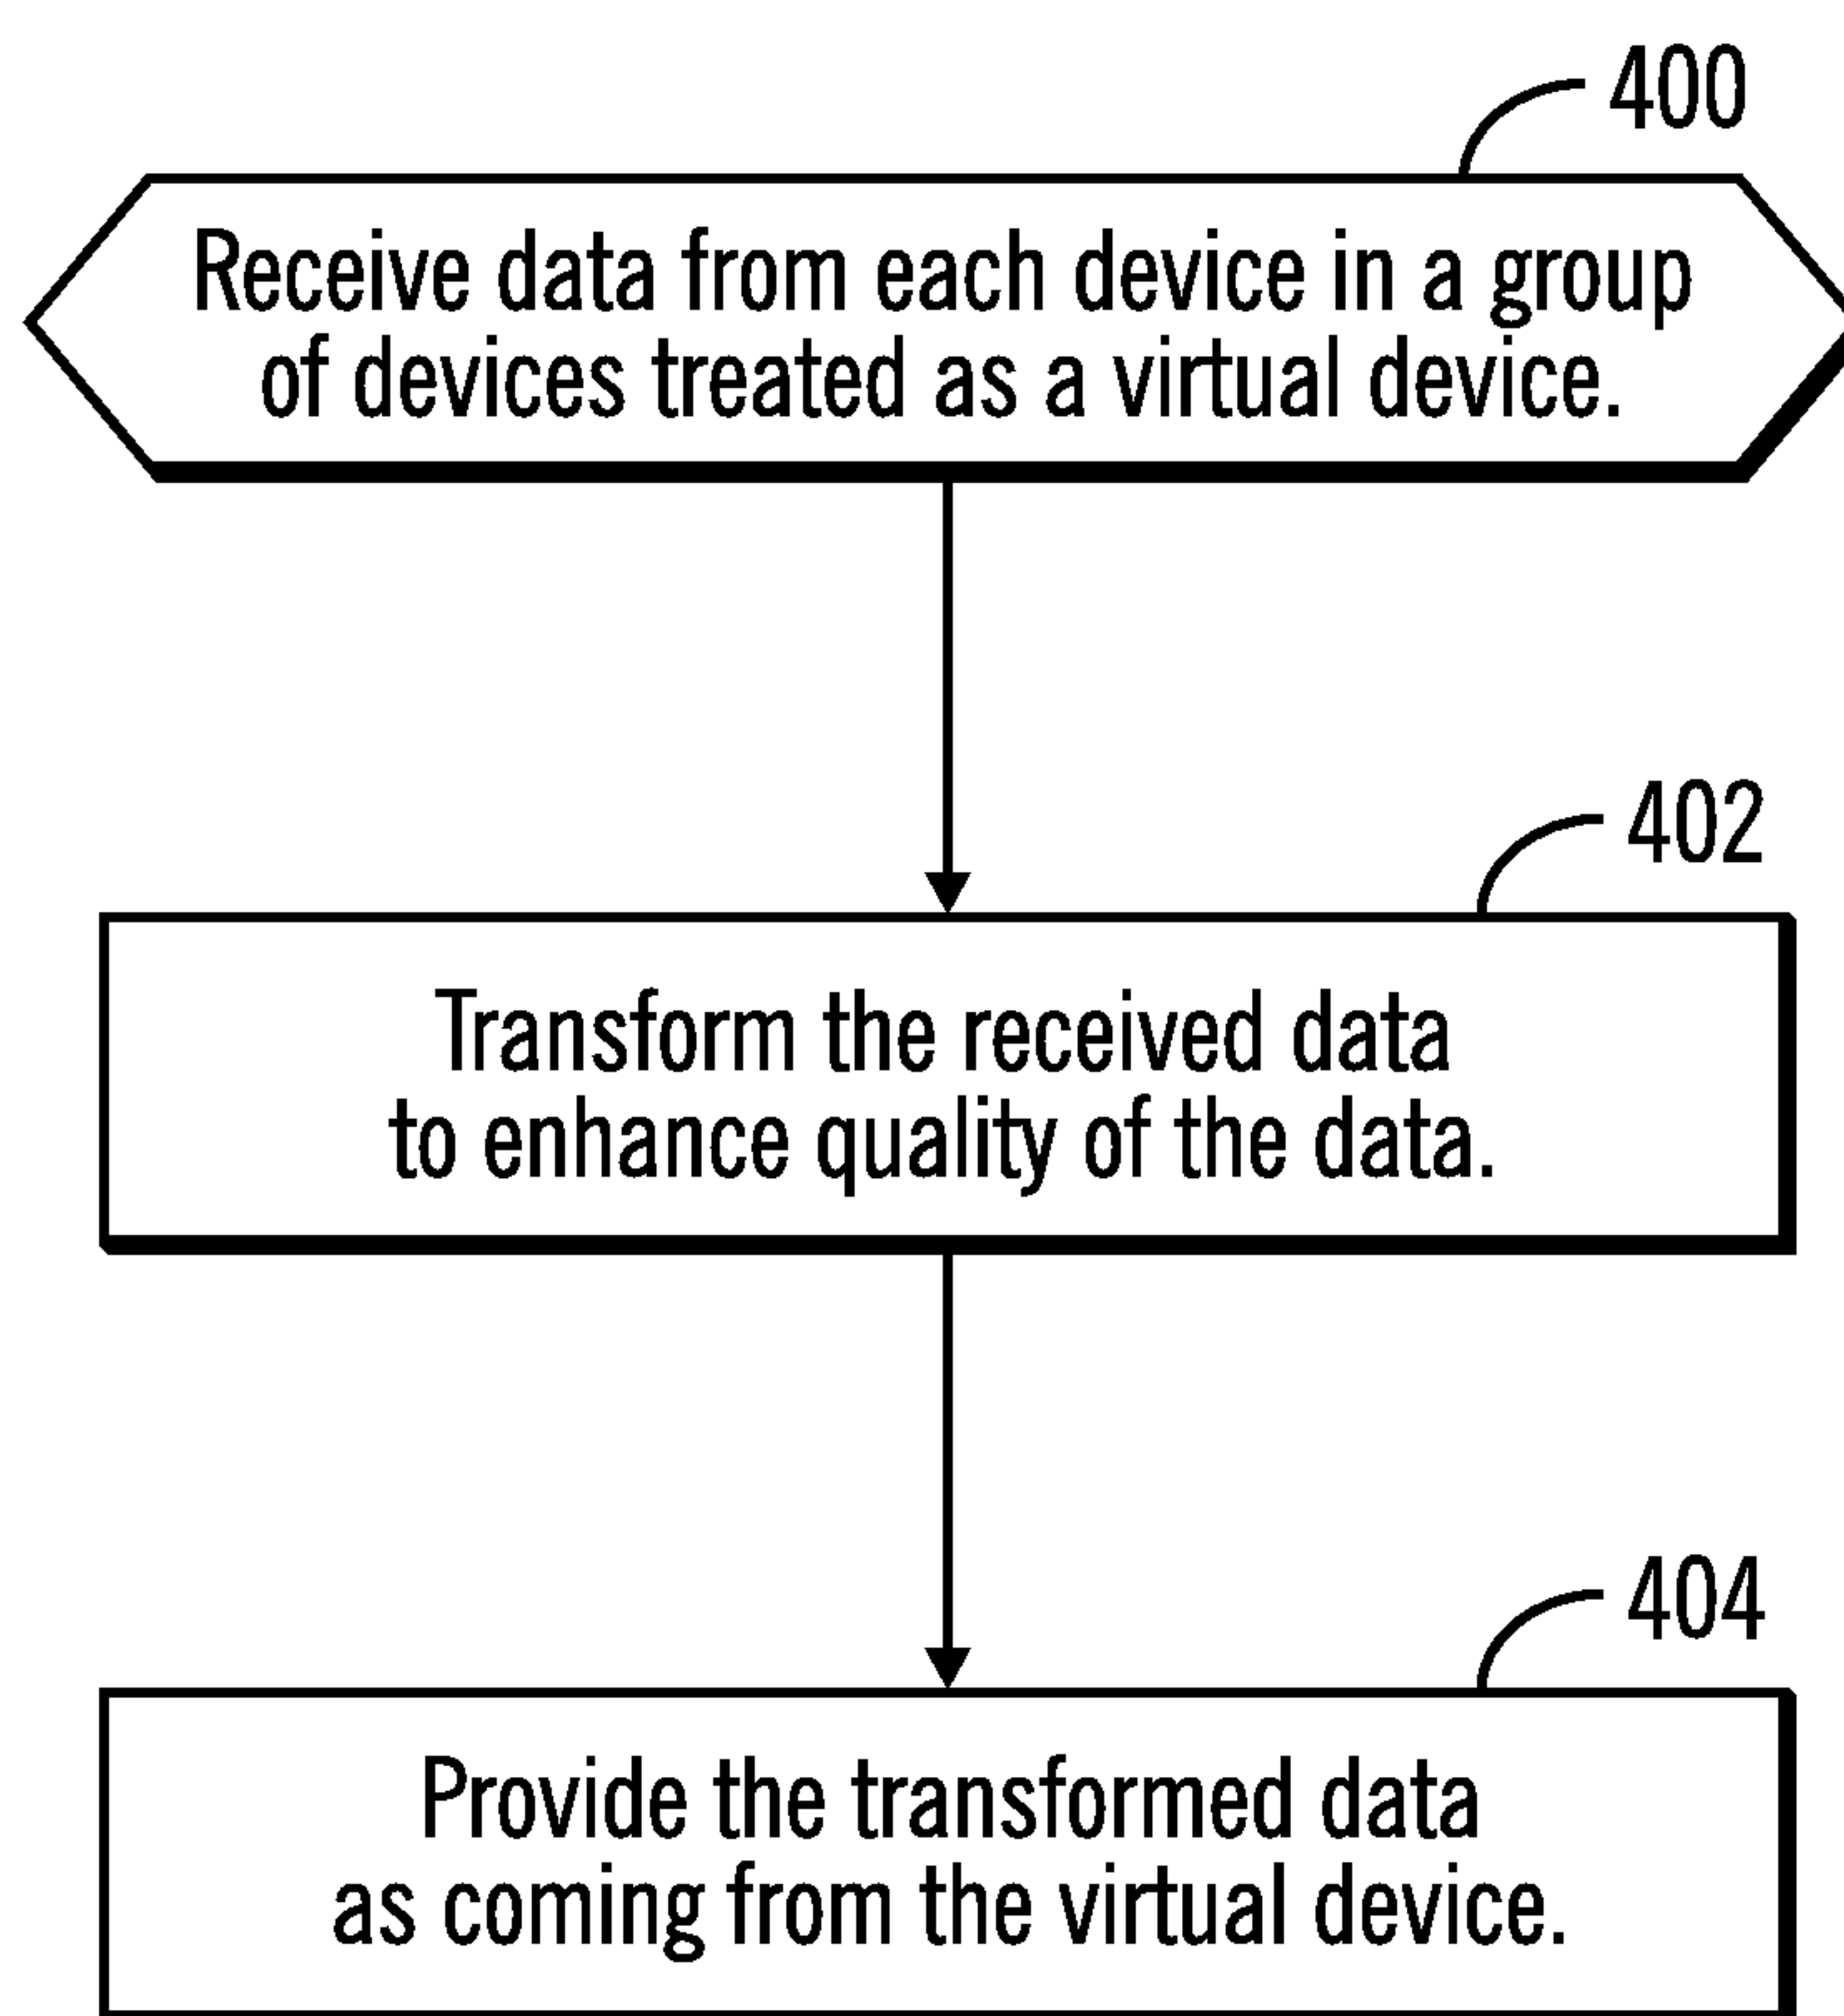 400
Receive data from each device in a group
of devices treated as a virtual device.
402
Transform the received data
to enhance quality of the data.
404
Provide the transformed data
as coming from the virtual device.